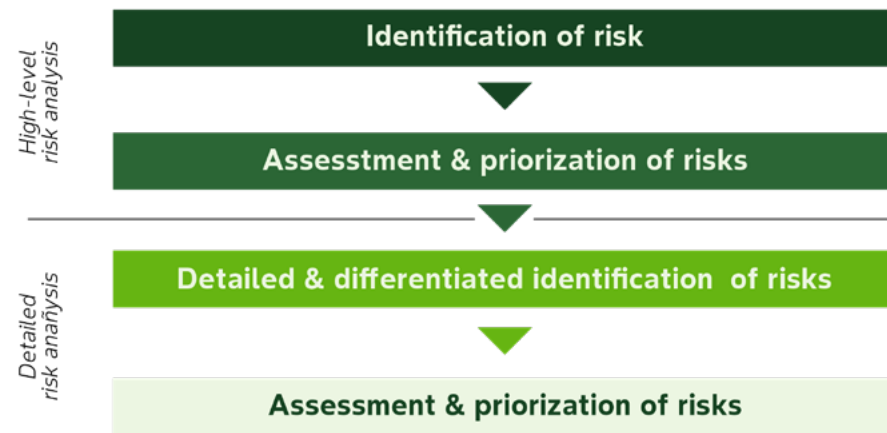 High-level
risk analysis
Identification of risk
Assesstment & priorization of risks
Detailed
risk anañysis
Detailed & differentiated identification of risks
Assessment & priorization of risks